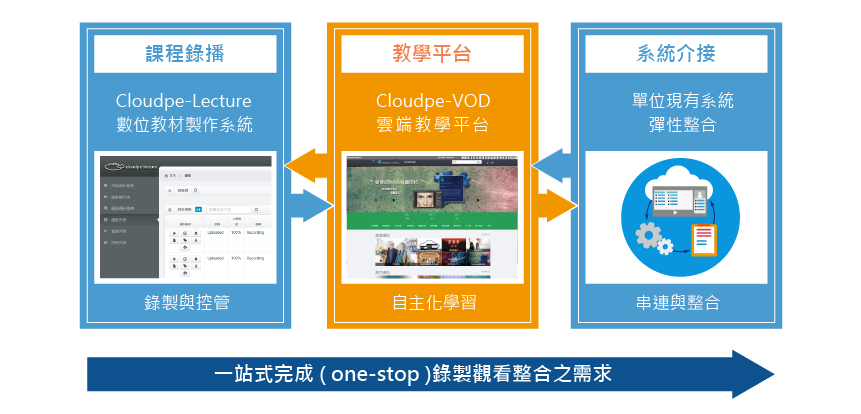 課程錄播
Cloudpe-Lecture
數位教材製作系統
cloudpe lecture
Uploaded 100% Recording
Uploaded 100% Recording
錄製與控管
教學平台
Cloudpe-VOD
雲端教學平台
自主化學習
系統介接
單位現有系統
彈性整合
串連與整合
一站式完成 ( one-stop )錄製觀看整合之需求